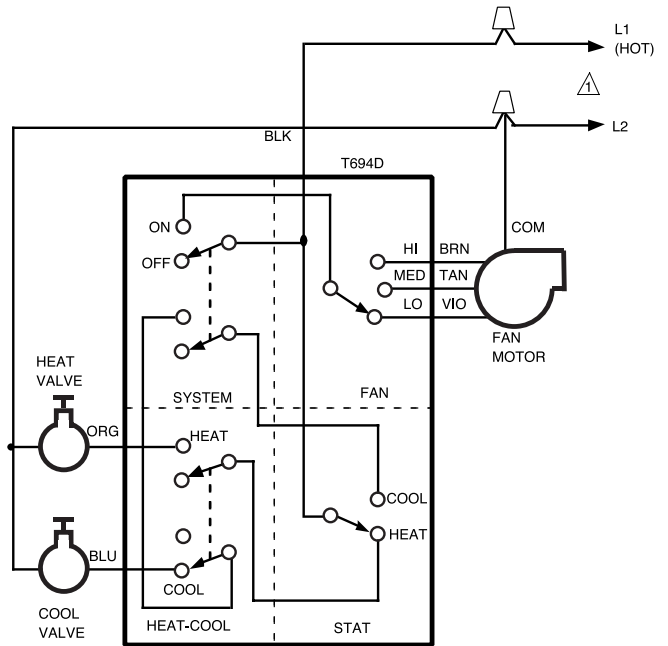 L1
(HOT)
1
L2
BLK
T694D
ON
OFF
COM
HI BRN
MED TAN
LO VIO
FAN
MOTOR
HEAT
VALVE
SYSTEM
FAN
ORG
HEAT
COOL
HEAT
BLU
COOL
COOL
VALVE
HEAT-COOL
STAT